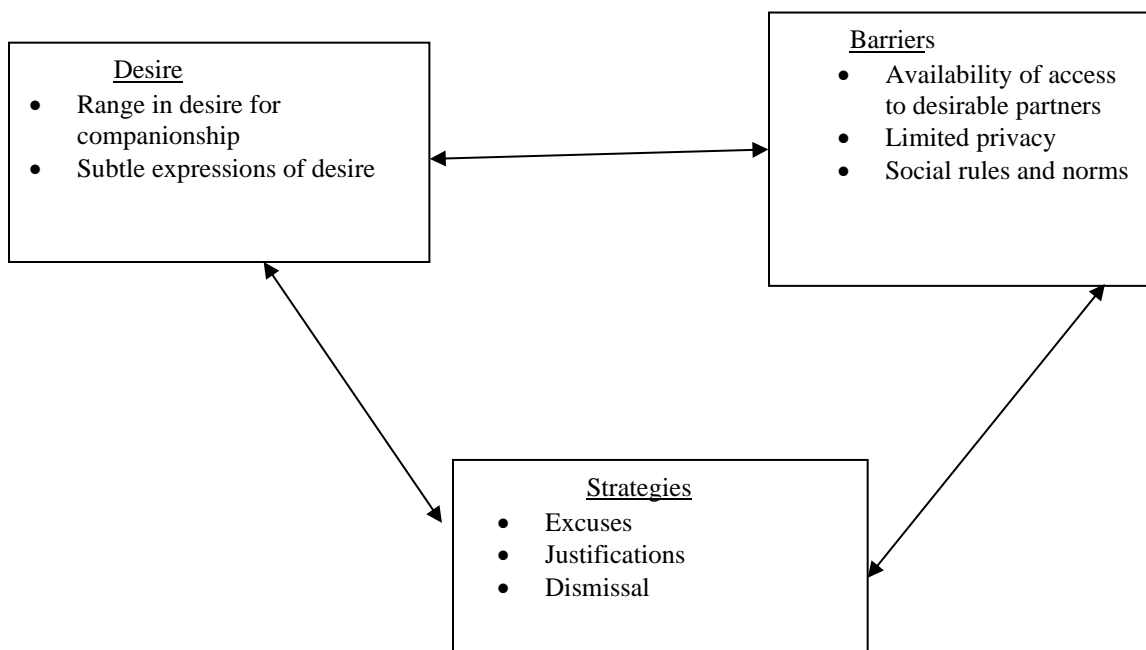 Desire
• Range in desire for
companionship
• Subtle expressions of desire
Barriers
• Availability of access
to desirable partners
• Limited privacy
• Social rules and norms
Strategies
• Excuses
• Justifications
• Dismissal